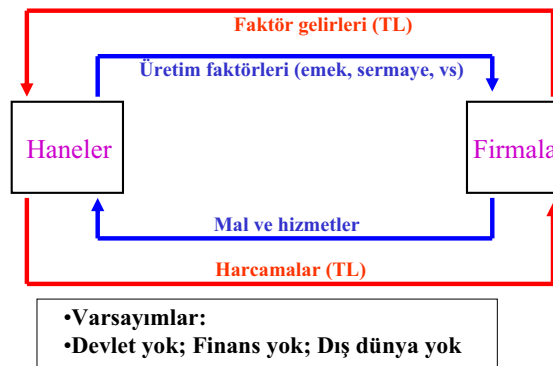 Faktör gelirleri (TL)
Üretim faktörleri (emek, sermaye, vs)
Haneler
Firmala
Mal ve hizmetler
Harcamalar (TL)
•Varsayımlar:
•Devlet yok; Finans yok; Dış dünya yok